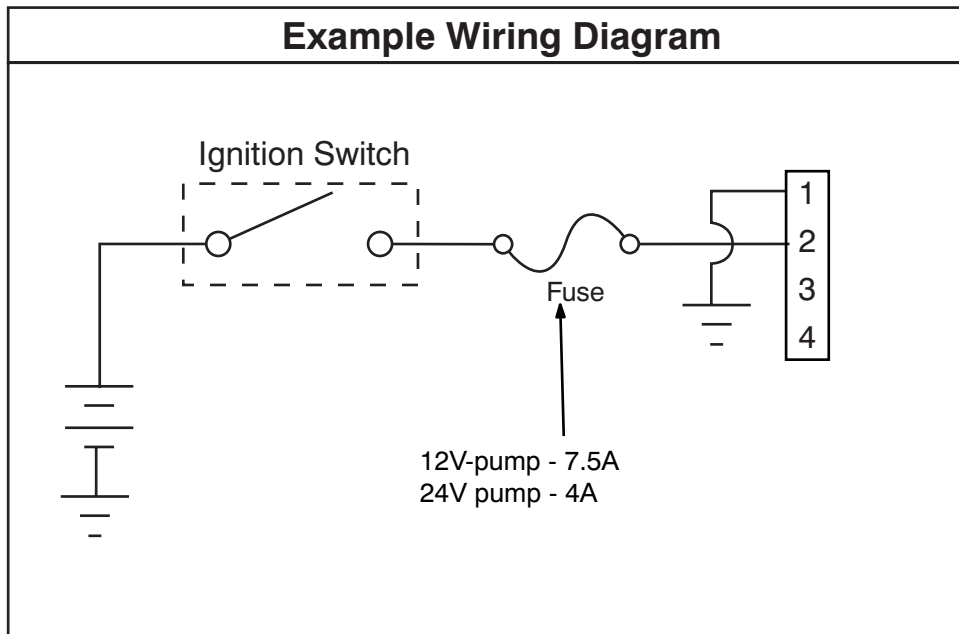 Example Wiring Diagram
Ignition Switch
1
2
3
4
Fuse
12V-pump - 7.5A
24V pump - 4A